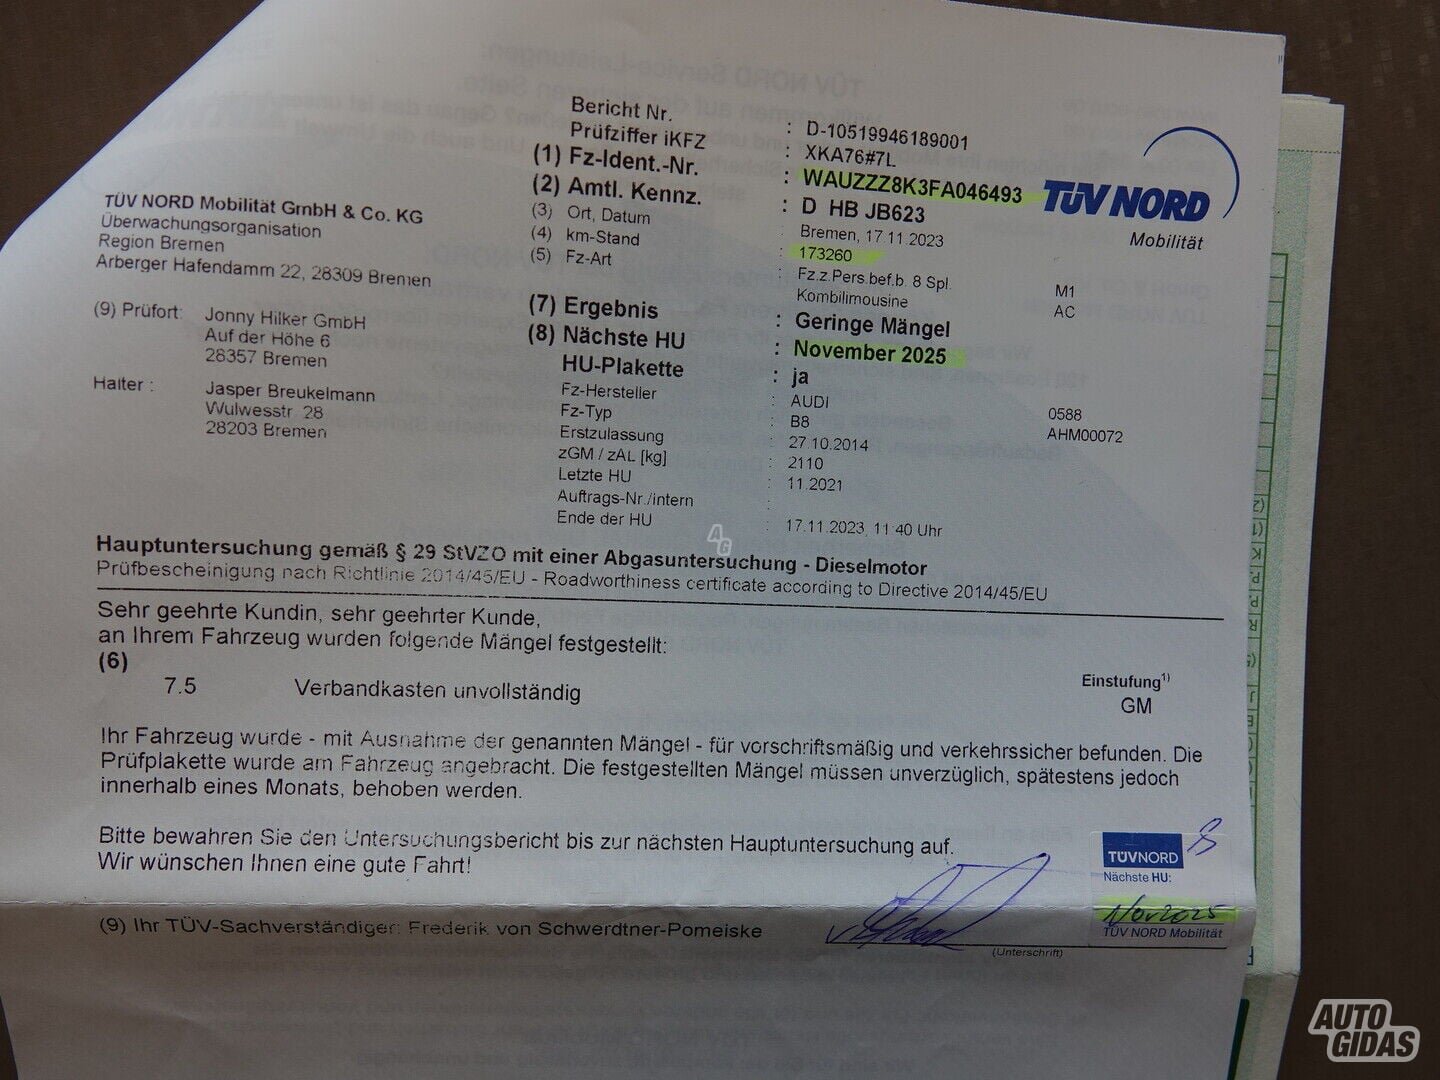 Bericht Nr. : D-10519946189001
Prüfziffer iKFZ : XKA76#7L
(1) Fz-Ident.-Nr. : WAUZZZ8K3FA046493
(2) Amtl. Kennz. : D HB JB623
(3) Ort, Datum : Bremen, 17.11.2023
(4) km-Stand : 173260
(5) Fz-Art : Fz.z.Pers.bef.b. 8 Spl. M1
Kombilimousine AC
(7) Ergebnis : Geringe Mängel
(8) Nächste HU : November 2025
HU-Plakette : ja
Fz-Hersteller : AUDI 0588
Fz-Typ : B8 AHM00072
Erstzulassung : 27.10.2014
zGM / zAL [kg] : 2110
Letzte HU : 11.2021
Auftrags-Nr./intern :
Ende der HU : 17.11.2023, 11:40 Uhr
TÜV NORD
Mobilität
TÜV NORD Mobilität GmbH & Co. KG
Überwachungsorganisation
Region Bremen
Arberger Hafendamm 22, 28309 Bremen
(9) Prüfort: Jonny Hilker GmbH
Auf der Höhe 6
28357 Bremen
Halter : Jasper Breukelmann
Wulwesstr. 28
28203 Bremen
Hauptuntersuchung gemäß § 29 StVZO mit einer Abgasuntersuchung - Dieselmotor
Prüfbescheinigung nach Richtlinie 2014/45/EU - Roadworthiness certificate according to Directive 2014/45/EU
Sehr geehrte Kundin, sehr geehrter Kunde,
an Ihrem Fahrzeug wurden folgende Mängel festgestellt:
(6) Einstufung¹⁾
7.5 Verbandkasten unvollständig GM
Ihr Fahrzeug wurde - mit Ausnahme der genannten Mängel - für vorschriftsmäßig und verkehrssicher befunden. Die
Prüfplakette wurde am Fahrzeug angebracht. Die festgestellten Mängel müssen unverzüglich, spätestens jedoch
innerhalb eines Monats, behoben werden.
Bitte bewahren Sie den Untersuchungsbericht bis zur nächsten Hauptuntersuchung auf.
Wir wünschen Ihnen eine gute Fahrt!
(9) Ihr TÜV-Sachverständiger: Frederik von Schwerdtner-Pomeiske
(Unterschrift)
TÜVNORD
Nächste HU:
Nov 2025
TÜV NORD Mobilität
AUTO
GIDAS